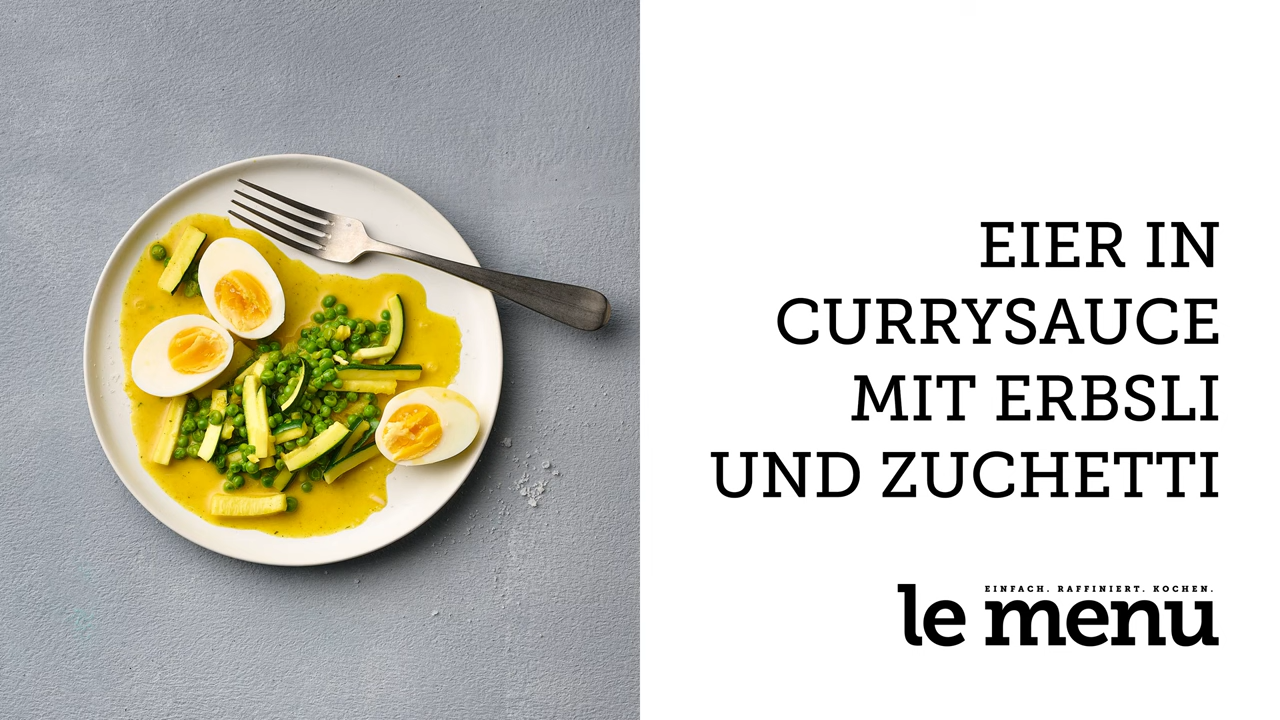 EIER IN
CURRYSAUCE
MIT ERBSLI
UND ZUCHETTI
EINFACH. RAFFINIERT. KOCHEN.
le menu